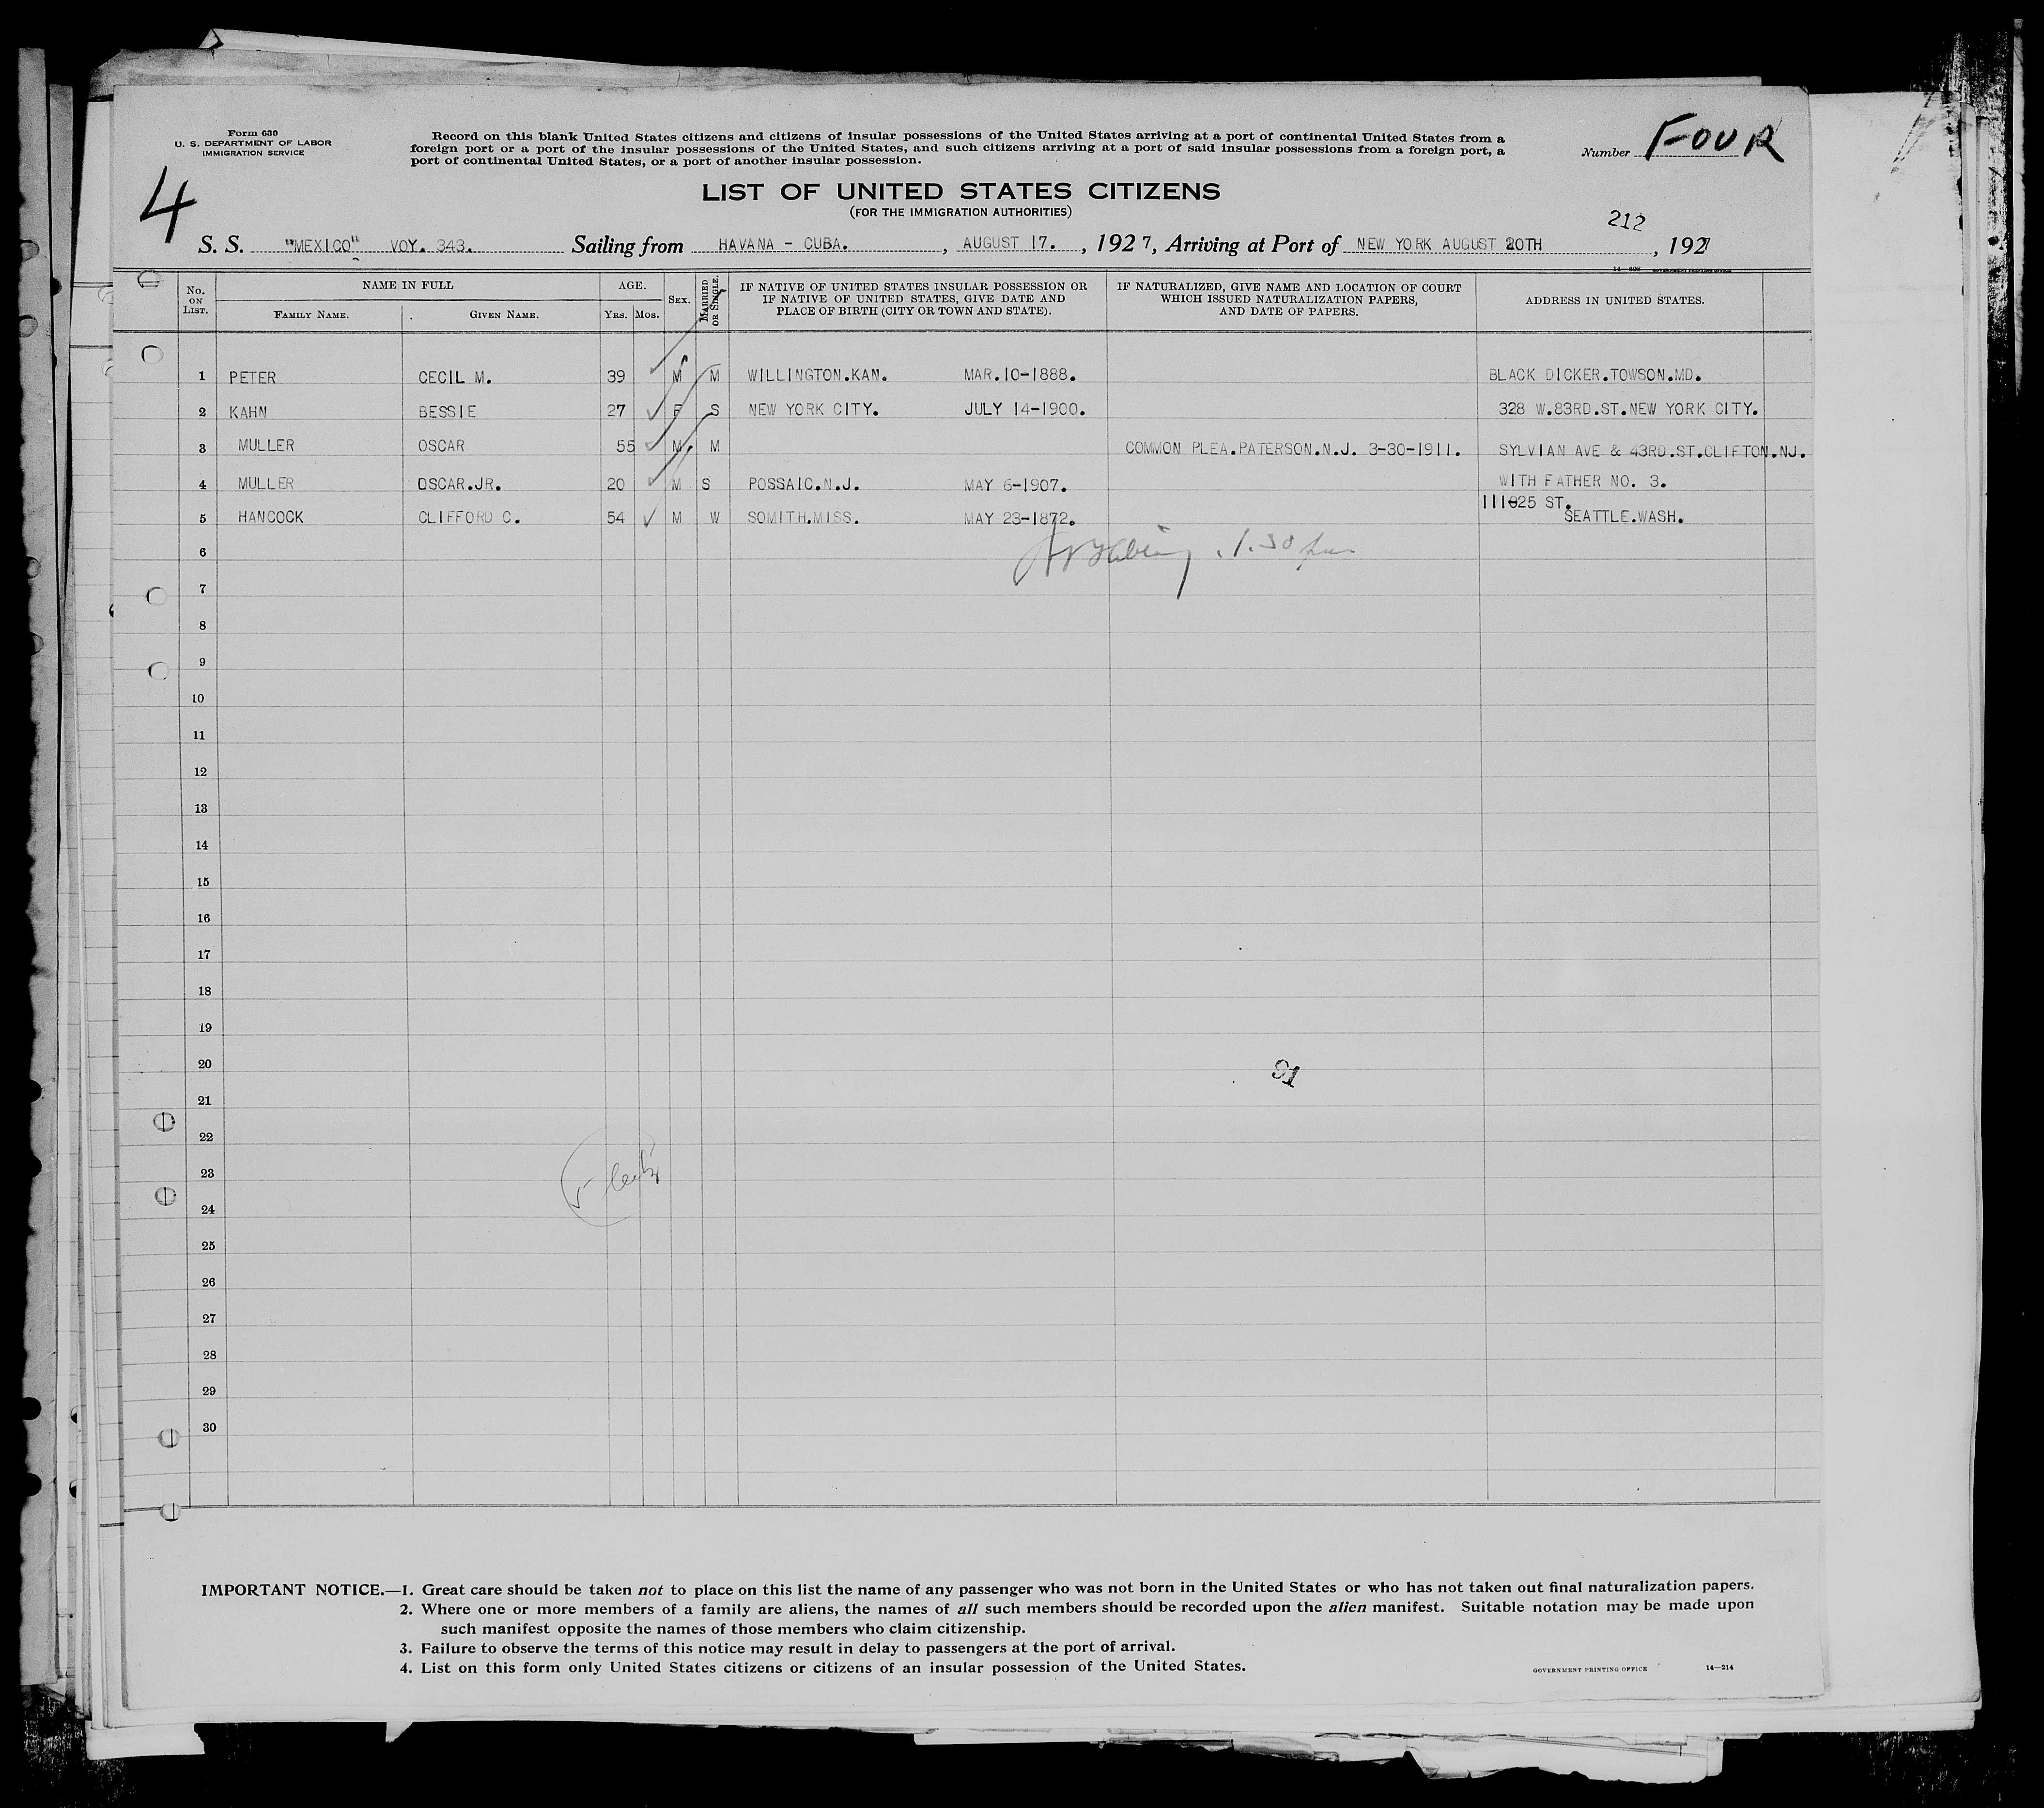 Form 630
U. S. DEPARTMENT OF LABOR
IMMIGRATION SERVICE
Record on this blank United States citizens and citizens of insular possessions of the United States arriving at a port of continental United States from a
foreign port or a port of the insular possessions of the United States, and such citizens arriving at a port of said insular possessions from a foreign port, a
port of continental United States, or a port of another insular possession.
Number FOUR
4
LIST OF UNITED STATES CITIZENS
(FOR THE IMMIGRATION AUTHORITIES)
212
S. S. "MEXICO" VOY. 343. Sailing from HAVANA - CUBA. , AUGUST 17. , 1927, Arriving at Port of NEW YORK AUGUST 20TH , 1927
No. ON LIST. NAME IN FULL AGE. SEX. MARRIED OR SINGLE. IF NATIVE OF UNITED STATES INSULAR POSSESSION OR IF NATIVE OF UNITED STATES, GIVE DATE AND PLACE OF BIRTH (CITY OR TOWN AND STATE). IF NATURALIZED, GIVE NAME AND LOCATION OF COURT WHICH ISSUED NATURALIZATION PAPERS, AND DATE OF PAPERS. ADDRESS IN UNITED STATES.
FAMILY NAME. GIVEN NAME. YRS. MOS.
1 PETER CECIL M. 39 M M WILLINGTON.KAN. MAR.10-1888. BLACK DICKER.TOWSON.MD.
2 KAHN BESSIE 27 F S NEW YORK CITY. JULY 14-1900. 328 W.83RD.ST.NEW YORK CITY.
3 MULLER OSCAR 55 M. M COMMON PLEA.PATERSON.N.J. 3-30-1911. SYLVIAN AVE & 43RD.ST.CLIFTON.NJ.
4 MULLER OSCAR.JR. 20 M S POSSAIC.N.J. MAY 6-1907. WITH FATHER NO. 3.
111025 ST.
5 HANCOCK CLIFFORD C. 54 M W SOMITH.MISS. MAY 23-1872. SEATTLE.WASH.
1.30 pm
6
7
8
9
10
11
12
13
14
15
16
17
18
19
20
91
21
22
23
24
25
26
27
28
29
30
IMPORTANT NOTICE.—1. Great care should be taken not to place on this list the name of any passenger who was not born in the United States or who has not taken out final naturalization papers.
2. Where one or more members of a family are aliens, the names of all such members should be recorded upon the alien manifest. Suitable notation may be made upon
such manifest opposite the names of those members who claim citizenship.
3. Failure to observe the terms of this notice may result in delay to passengers at the port of arrival.
4. List on this form only United States citizens or citizens of an insular possession of the United States.
GOVERNMENT PRINTING OFFICE 14—214